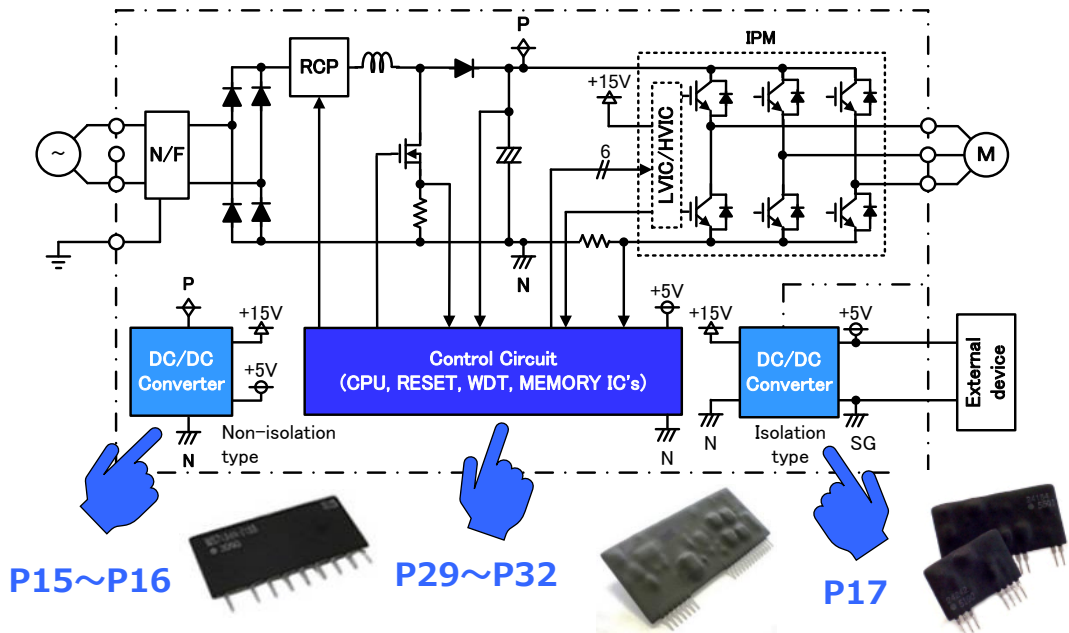 P
IPM
RCP
+15V
LVIC/HVIC
6
~
N/F
M
N
P
+15V
+5V
DC/DC
Converter
N
Non-isolation
type
Control Circuit
(CPU, RESET, WDT, MEMORY IC's)
+5V
N
+15V
+5V
DC/DC
Converter
N
Isolation
type
SG
External
device
P15～P16
P29～P32
P17